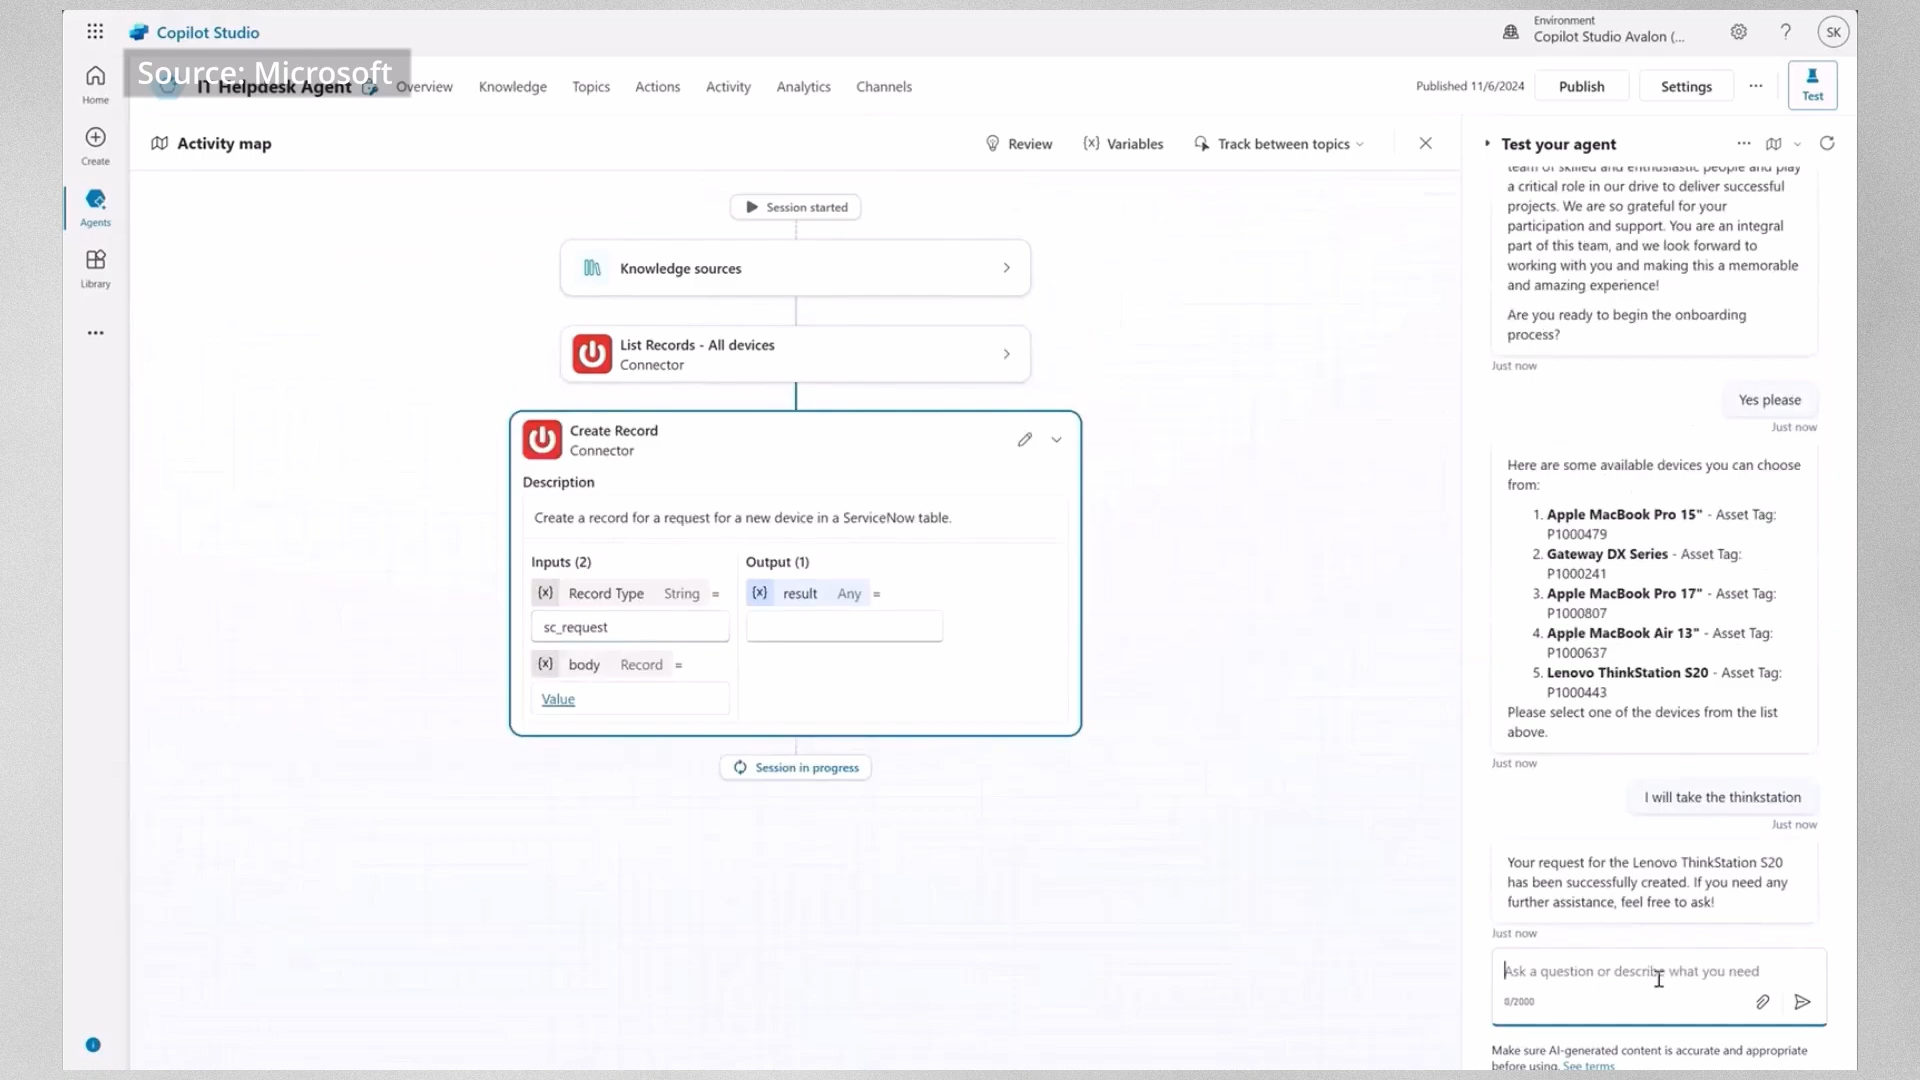 Copilot Studio
Environment
Copilot Studio Avalon (...
SK
Source: Microsoft
IT Helpdesk Agent
Overview
Knowledge
Topics
Actions
Activity
Analytics
Channels
Published 11/6/2024
Publish
Settings
Test
Home
Create
Agents
Library
Activity map
Review
{x} Variables
Track between topics
Session started
Knowledge sources
List Records - All devices
Connector
Create Record
Connector
Description
Create a record for a request for a new device in a ServiceNow table.
Inputs (2)
{x} Record Type String =
sc_request
{x} body Record =
Value
Output (1)
{x} result Any =
Session in progress
Test your agent
team of skilled and enthusiastic people and play
a critical role in our drive to deliver successful
projects. We are so grateful for your
participation and support. You are an integral
part of this team, and we look forward to
working with you and making this a memorable
and amazing experience!
Are you ready to begin the onboarding
process?
Just now
Yes please
Just now
Here are some available devices you can choose
from:
1. Apple MacBook Pro 15" - Asset Tag:
P1000479
2. Gateway DX Series - Asset Tag:
P1000241
3. Apple MacBook Pro 17" - Asset Tag:
P1000807
4. Apple MacBook Air 13" - Asset Tag:
P1000637
5. Lenovo ThinkStation S20 - Asset Tag:
P1000443
Please select one of the devices from the list
above.
Just now
I will take the thinkstation
Just now
Your request for the Lenovo ThinkStation S20
has been successfully created. If you need any
further assistance, feel free to ask!
Just now
Ask a question or describe what you need
0/2000
Make sure AI-generated content is accurate and appropriate
before using. See terms